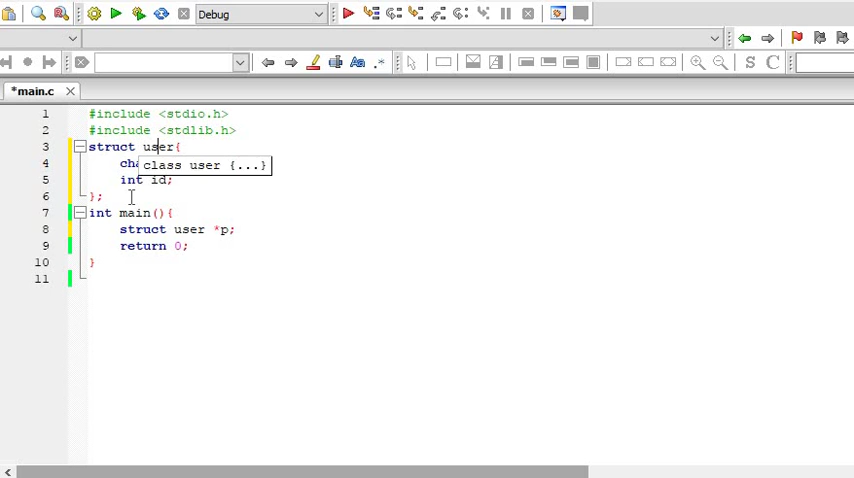 Debug
*main.c
1 #include <stdio.h>
2 #include <stdlib.h>
3 struct user{
4 cha
class user {...}
5 int id;
6 };
7 int main(){
8 struct user *p;
9 return 0;
10 }
11